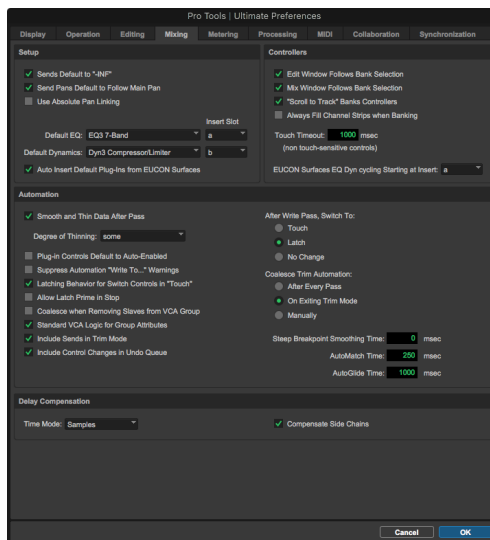 Pro Tools | Ultimate Preferences
Display Operation Editing Mixing Metering Processing MIDI Collaboration Synchronization
Setup
Sends Default to "-INF"
Send Pans Default to Follow Main Pan
Use Absolute Pan Linking
Insert Slot
Default EQ: EQ3 7-Band a
Default Dynamics: Dyn3 Compressor/Limiter b
Auto Insert Default Plug-Ins from EUCON Surfaces
Controllers
Edit Window Follows Bank Selection
Mix Window Follows Bank Selection
"Scroll to Track" Banks Controllers
Always Fill Channel Strips when Banking
Touch Timeout: 1000 msec
(non touch-sensitive controls)
EUCON Surfaces EQ Dyn cycling Starting at Insert: a
Automation
Smooth and Thin Data After Pass
Degree of Thinning: some
Plug-in Controls Default to Auto-Enabled
Suppress Automation "Write To..." Warnings
Latching Behavior for Switch Controls in "Touch"
Allow Latch Prime in Stop
Coalesce when Removing Slaves from VCA Group
Standard VCA Logic for Group Attributes
Include Sends in Trim Mode
Include Control Changes in Undo Queue
After Write Pass, Switch To:
Touch
Latch
No Change
Coalesce Trim Automation:
After Every Pass
On Exiting Trim Mode
Manually
Steep Breakpoint Smoothing Time: 0 msec
AutoMatch Time: 250 msec
AutoGlide Time: 1000 msec
Delay Compensation
Time Mode: Samples
Compensate Side Chains
Cancel OK